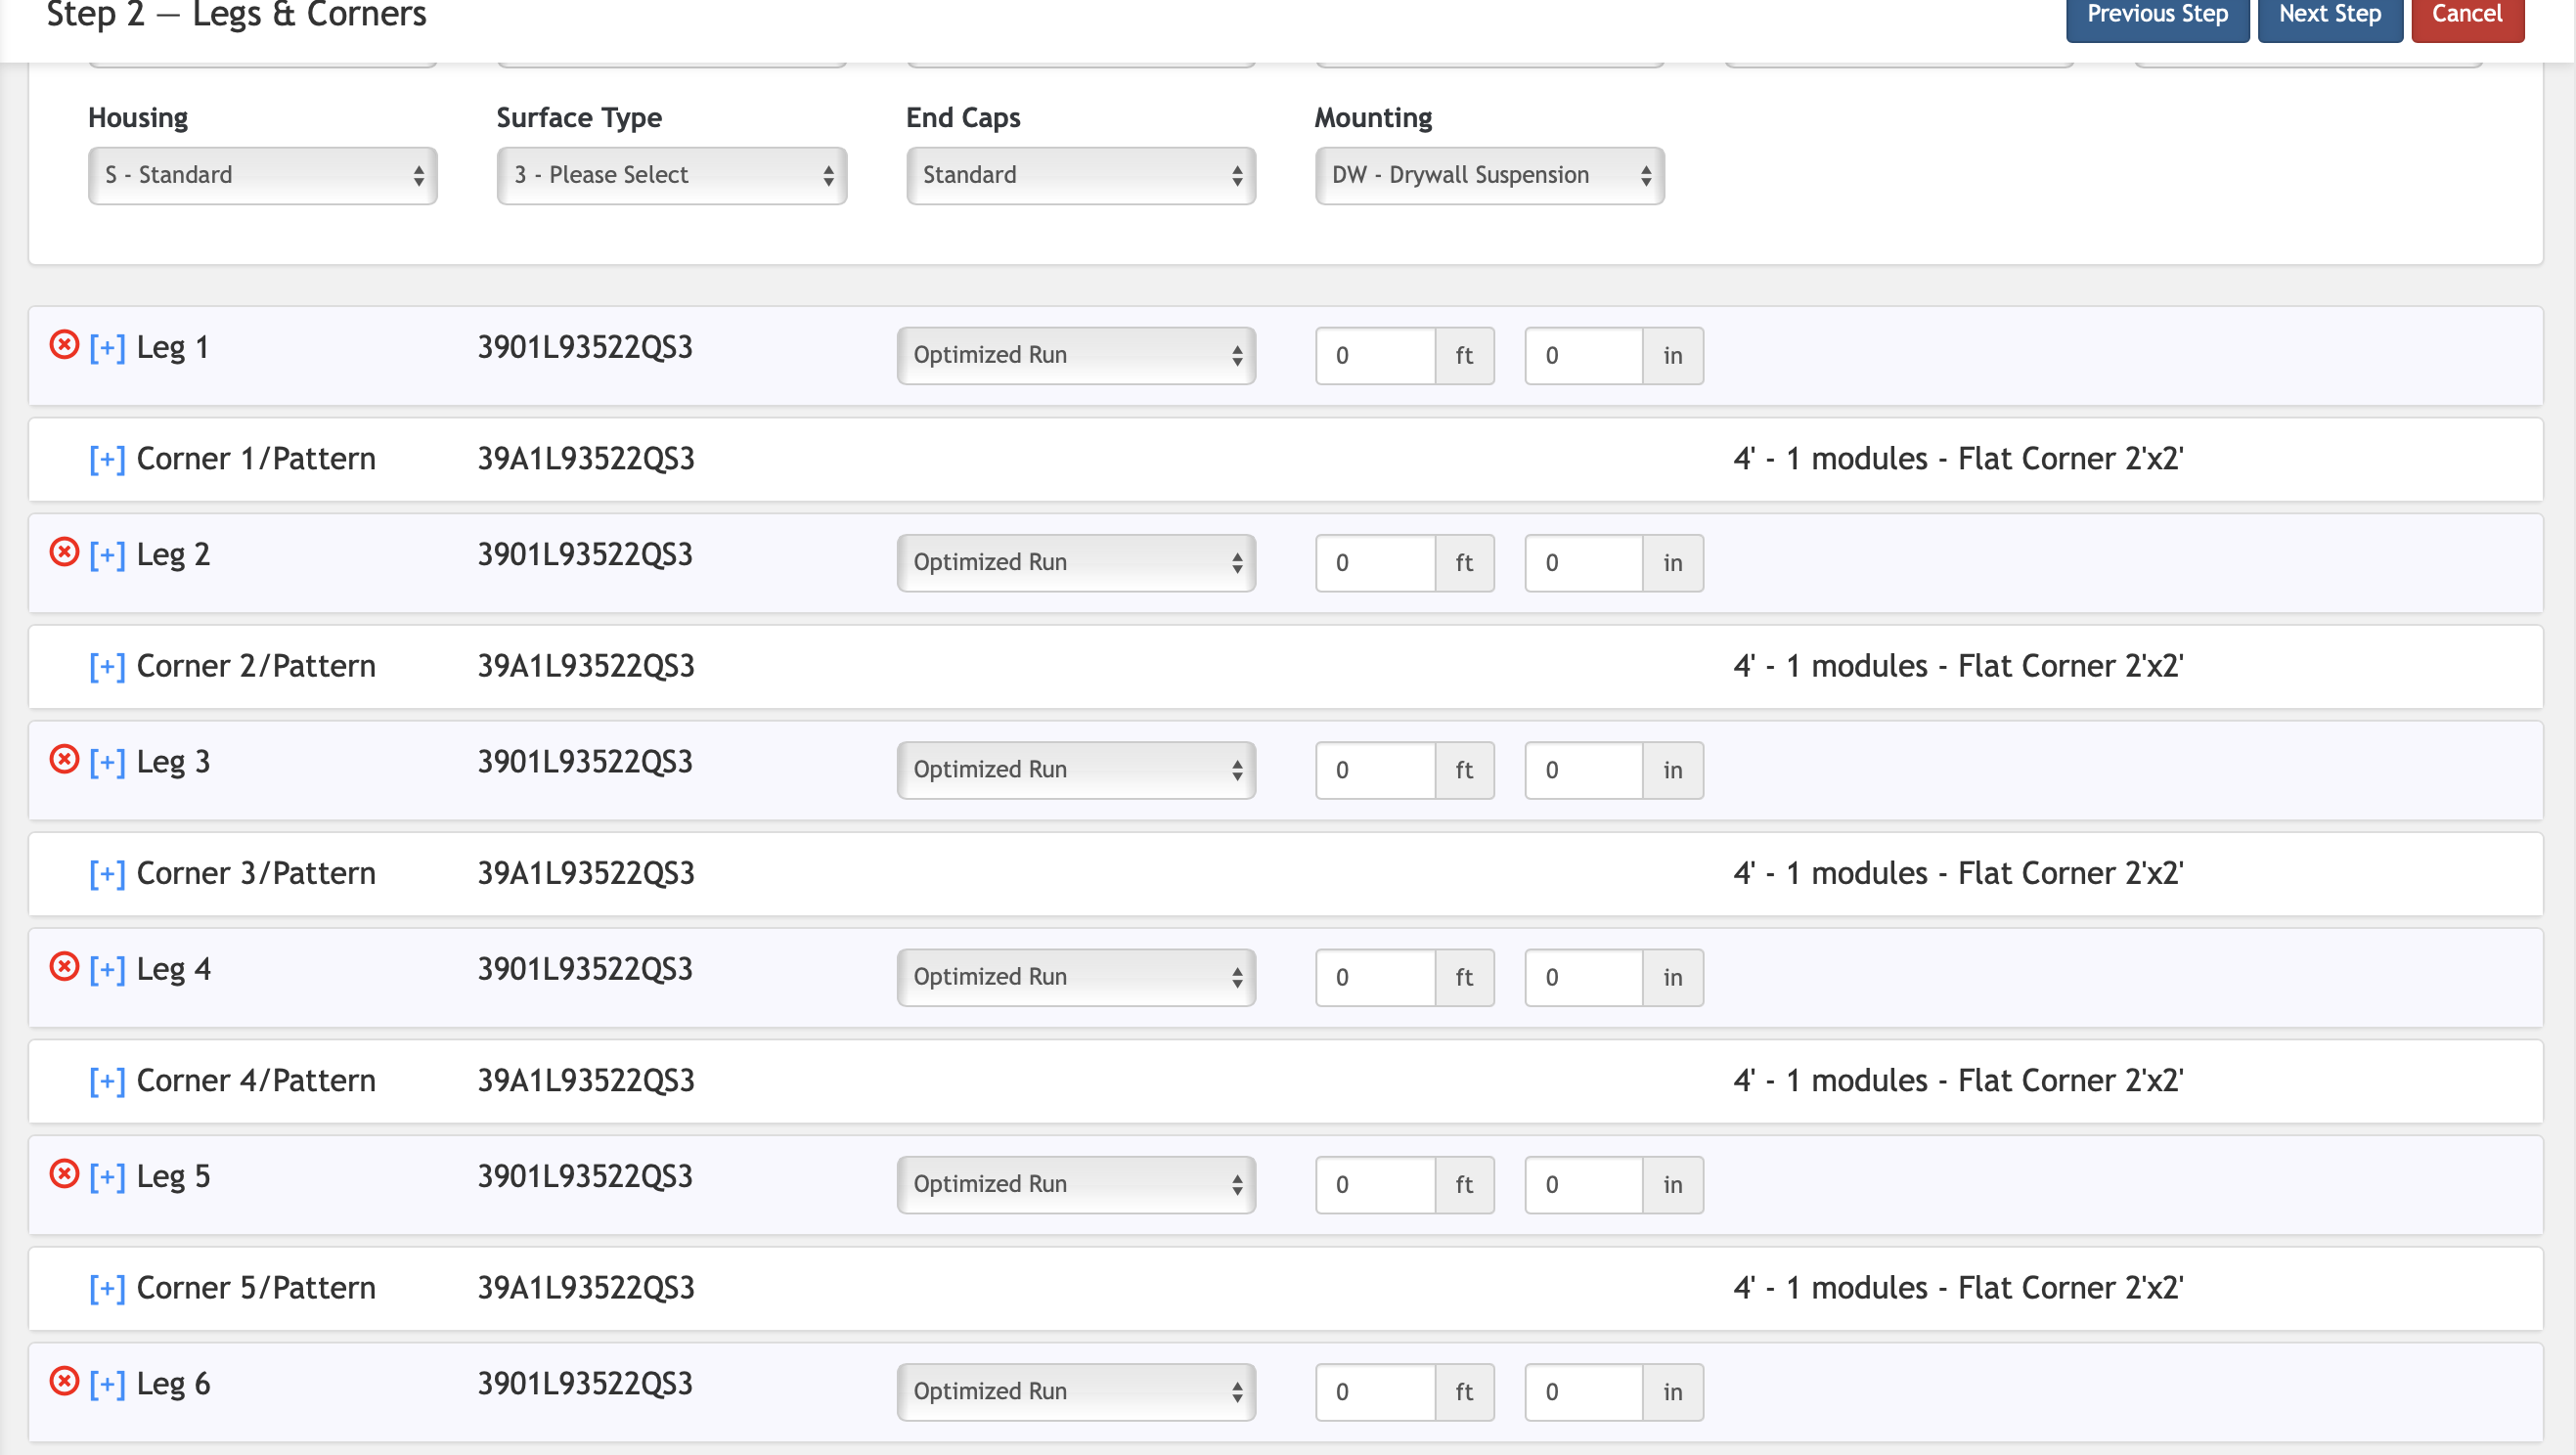 Step 2 — Legs & Corners
Previous Step Next Step Cancel
Housing Surface Type End Caps Mounting
S - Standard 3 - Please Select Standard DW - Drywall Suspension
[+] Leg 1 3901L93522QS3 Optimized Run 0 ft 0 in
[+] Corner 1/Pattern 39A1L93522QS3 4' - 1 modules - Flat Corner 2'x2'
[+] Leg 2 3901L93522QS3 Optimized Run 0 ft 0 in
[+] Corner 2/Pattern 39A1L93522QS3 4' - 1 modules - Flat Corner 2'x2'
[+] Leg 3 3901L93522QS3 Optimized Run 0 ft 0 in
[+] Corner 3/Pattern 39A1L93522QS3 4' - 1 modules - Flat Corner 2'x2'
[+] Leg 4 3901L93522QS3 Optimized Run 0 ft 0 in
[+] Corner 4/Pattern 39A1L93522QS3 4' - 1 modules - Flat Corner 2'x2'
[+] Leg 5 3901L93522QS3 Optimized Run 0 ft 0 in
[+] Corner 5/Pattern 39A1L93522QS3 4' - 1 modules - Flat Corner 2'x2'
[+] Leg 6 3901L93522QS3 Optimized Run 0 ft 0 in